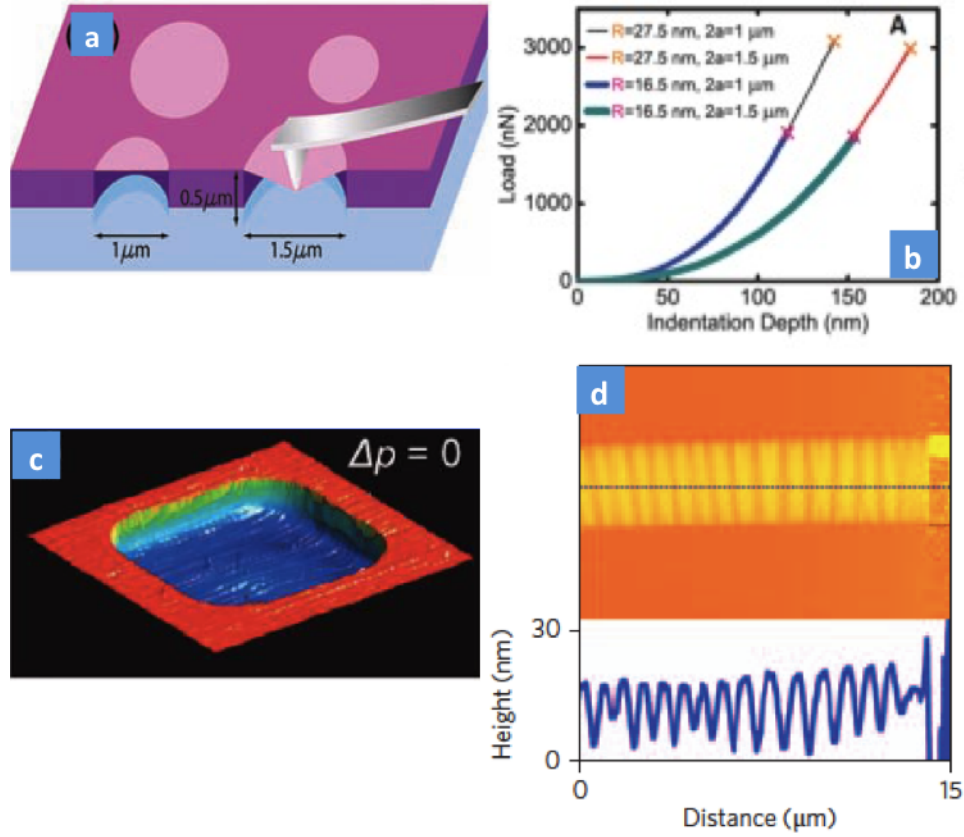 a
0.5μm
1μm
1.5μm
b
A
R=27.5 nm, 2a=1 μm
R=27.5 nm, 2a=1.5 μm
R=16.5 nm, 2a=1 μm
R=16.5 nm, 2a=1.5 μm
Load (nN)
3000
2000
1000
0
0 50 100 150 200
Indentation Depth (nm)
c
Δp = 0
d
Height (nm)
30
0
0 15
Distance (μm)